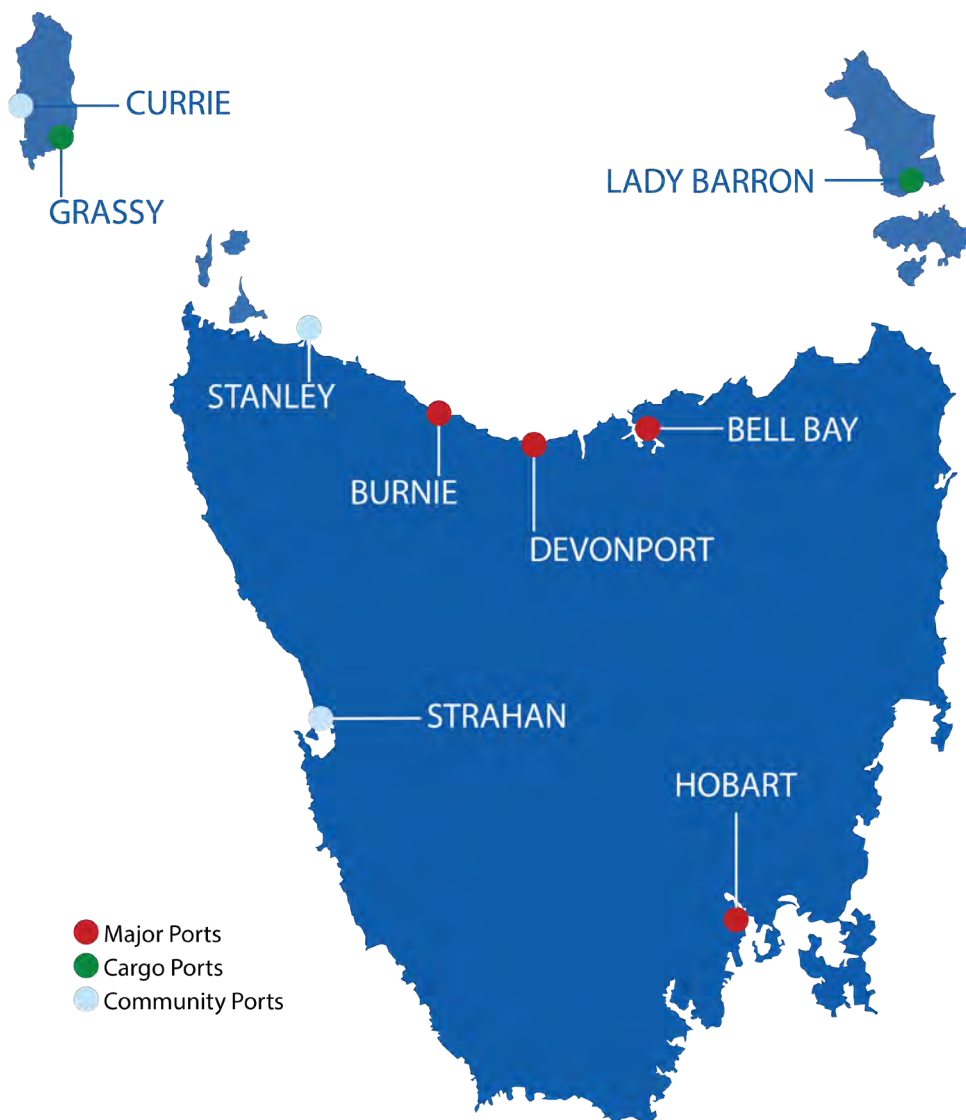 CURRIE
GRASSY
LADY BARRON
STANLEY
BURNIE
DEVONPORT
BELL BAY
STRAHAN
HOBART
Major Ports
Cargo Ports
Community Ports